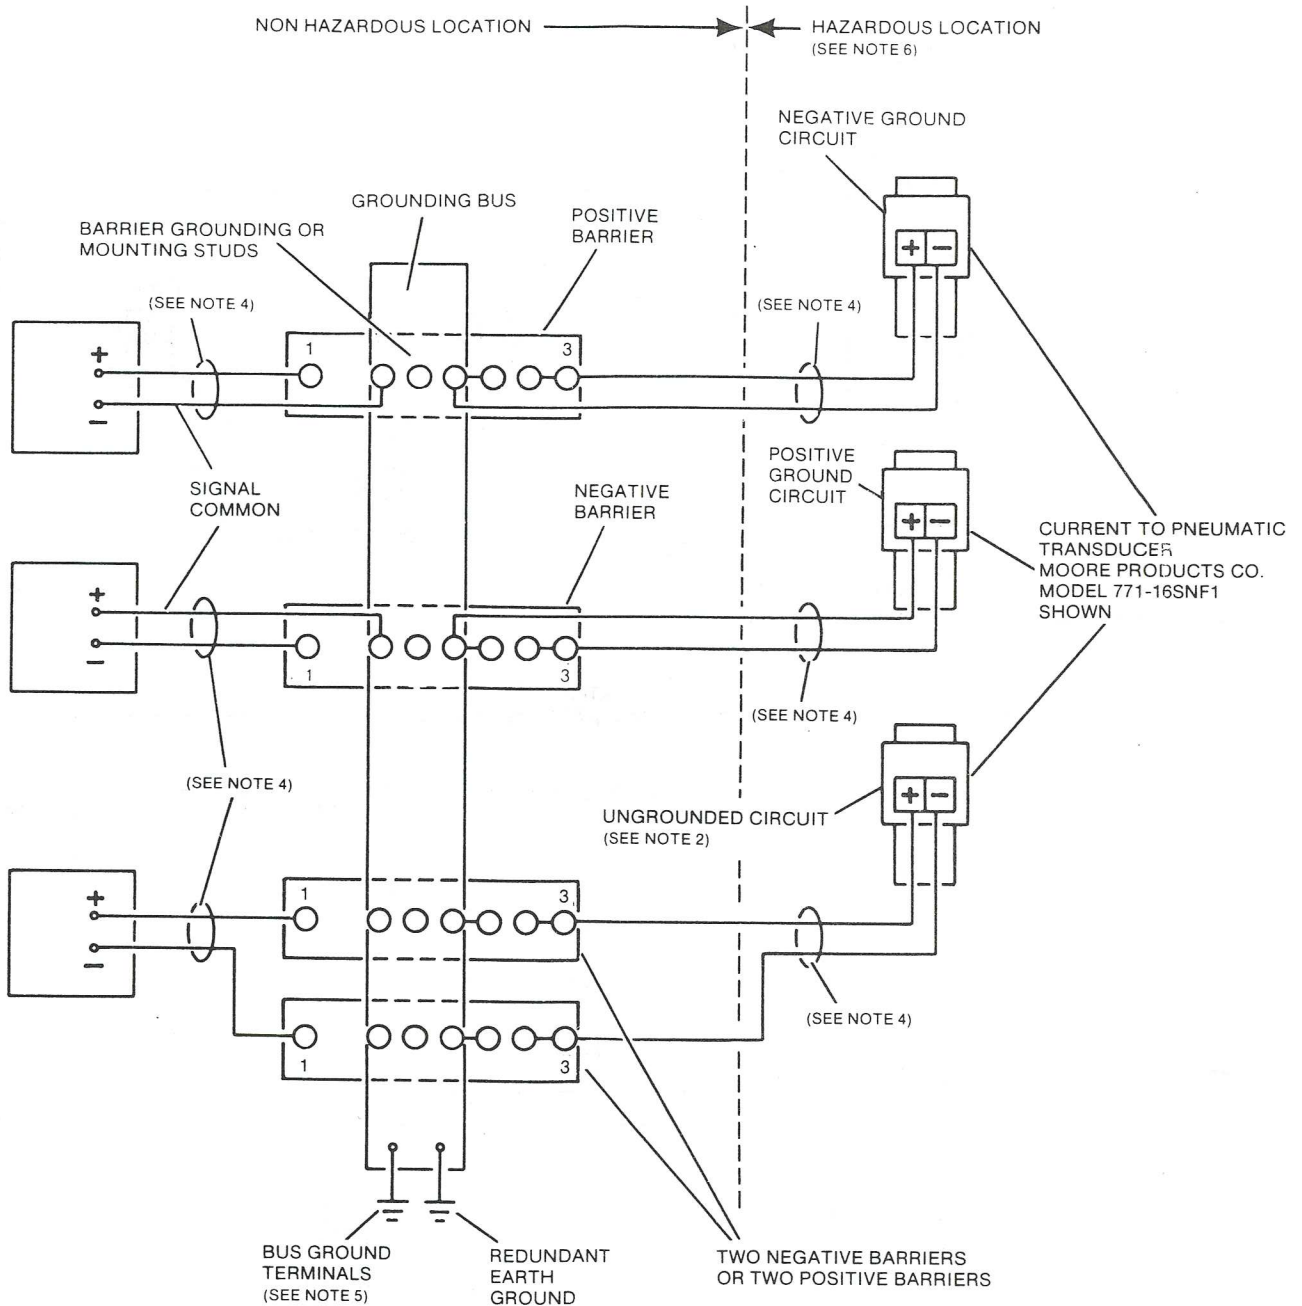 NON HAZARDOUS LOCATION
HAZARDOUS LOCATION
(SEE NOTE 6)
NEGATIVE GROUND
CIRCUIT
GROUNDING BUS
POSITIVE
BARRIER
BARRIER GROUNDING OR
MOUNTING STUDS
(SEE NOTE 4)
(SEE NOTE 4)
+
−
1
3
+ −
SIGNAL
COMMON
NEGATIVE
BARRIER
POSITIVE
GROUND
CIRCUIT
+ −
CURRENT TO PNEUMATIC
TRANSDUCER
MOORE PRODUCTS CO.
MODEL 771-16SNF1
SHOWN
+
−
1
3
(SEE NOTE 4)
(SEE NOTE 4)
UNGROUNDED CIRCUIT
(SEE NOTE 2)
+ −
+
−
1
3
(SEE NOTE 4)
1
3
BUS GROUND
TERMINALS
(SEE NOTE 5)
REDUNDANT
EARTH
GROUND
TWO NEGATIVE BARRIERS
OR TWO POSITIVE BARRIERS